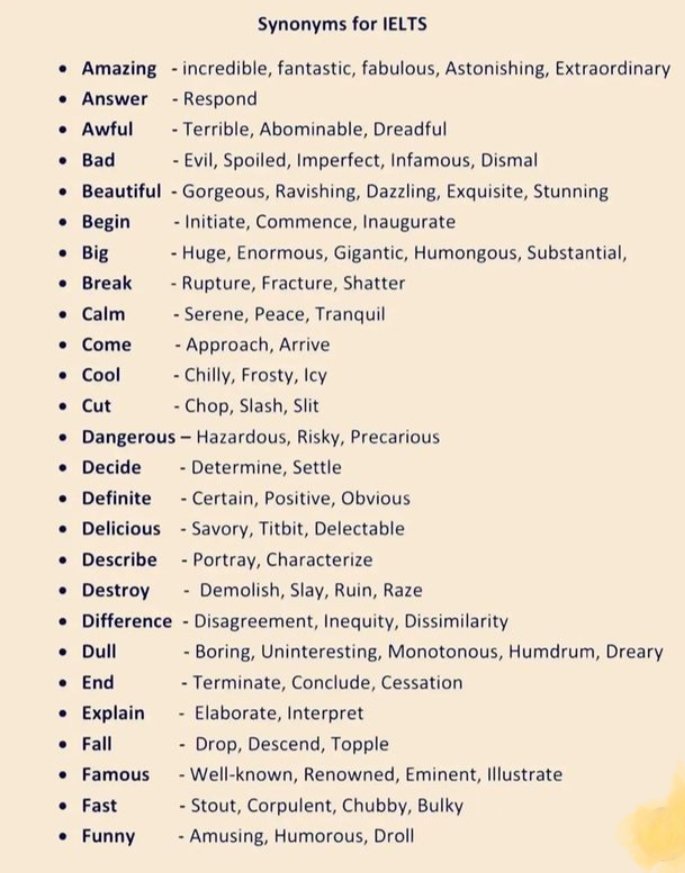 Synonyms for IELTS
• Amazing - incredible, fantastic, fabulous, Astonishing, Extraordinary
• Answer - Respond
• Awful - Terrible, Abominable, Dreadful
• Bad - Evil, Spoiled, Imperfect, Infamous, Dismal
• Beautiful - Gorgeous, Ravishing, Dazzling, Exquisite, Stunning
• Begin - Initiate, Commence, Inaugurate
• Big - Huge, Enormous, Gigantic, Humongous, Substantial,
• Break - Rupture, Fracture, Shatter
• Calm - Serene, Peace, Tranquil
• Come - Approach, Arrive
• Cool - Chilly, Frosty, Icy
• Cut - Chop, Slash, Slit
• Dangerous – Hazardous, Risky, Precarious
• Decide - Determine, Settle
• Definite - Certain, Positive, Obvious
• Delicious - Savory, Titbit, Delectable
• Describe - Portray, Characterize
• Destroy - Demolish, Slay, Ruin, Raze
• Difference - Disagreement, Inequity, Dissimilarity
• Dull - Boring, Uninteresting, Monotonous, Humdrum, Dreary
• End - Terminate, Conclude, Cessation
• Explain - Elaborate, Interpret
• Fall - Drop, Descend, Topple
• Famous - Well-known, Renowned, Eminent, Illustrate
• Fast - Stout, Corpulent, Chubby, Bulky
• Funny - Amusing, Humorous, Droll